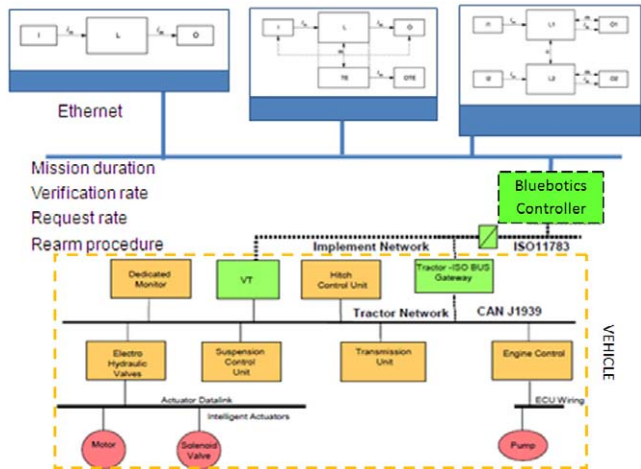 I
L
O
I
L
O
TE
OTE
I1
L1
O1
I2
L2
O2
Ethernet
Mission duration
Verification rate
Request rate
Rearm procedure
Bluebotics
Controller
Implement Network
ISO11783
Dedicated
Monitor
VT
Hitch
Control Unit
Tractor -ISO BUS
Gateway
Tractor Network
CAN J1939
VEHICLE
Electro
Hydraulic
Valves
Suspension
Control
Unit
Transmission
Unit
Engine Control
Actuator Datalink
Intelligent Actuators
ECU Wiring
Motor
Solenoid
Valve
Pump